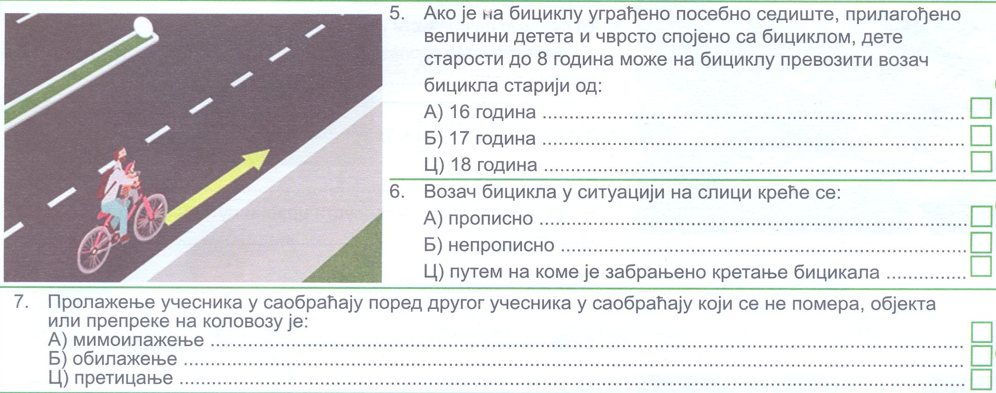 5. Ако је на бициклу уграђено посебно седиште, прилагођено
величини детета и чврсто спојено са бициклом, дете
старости до 8 година може на бициклу превозити возач
бицикла старији од:
А) 16 година
Б) 17 година
Ц) 18 година
6. Возач бицикла у ситуацији на слици креће се:
А) прописно
Б) непрописно
Ц) путем на коме је забрањено кретање бицикала
7. Пролажење учесника у саобраћају поред другог учесника у саобраћају који се не помера, објекта
или препреке на коловозу је:
А) мимоилажење
Б) обилажење
Ц) претицање